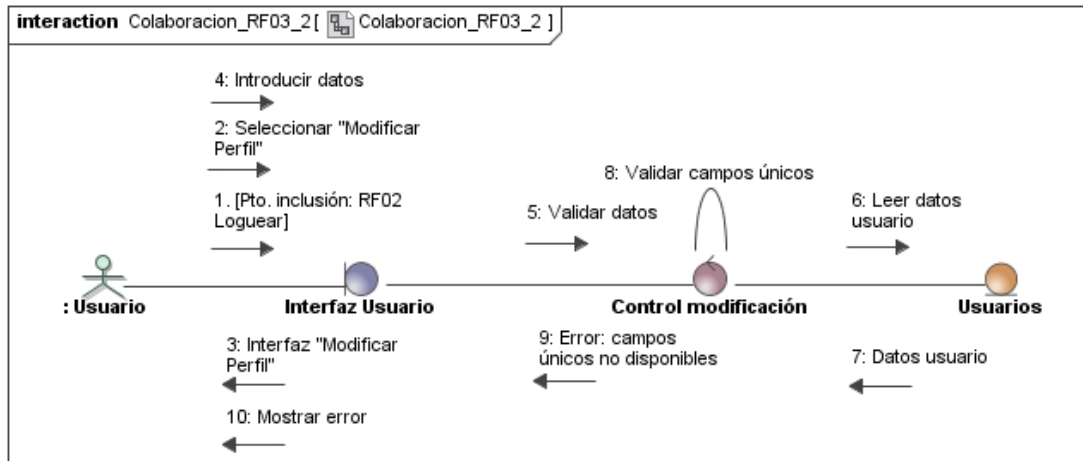 interaction Colaboracion_RF03_2[ Colaboracion_RF03_2 ]
4: Introducir datos
2: Seleccionar "Modificar
Perfil"
1. [Pto. inclusión: RF02
Loguear]
5: Validar datos
8: Validar campos únicos
6: Leer datos
usuario
: Usuario
Interfaz Usuario
Control modificación
Usuarios
3: Interfaz "Modificar
Perfil"
9: Error: campos
únicos no disponibles
7: Datos usuario
10: Mostrar error